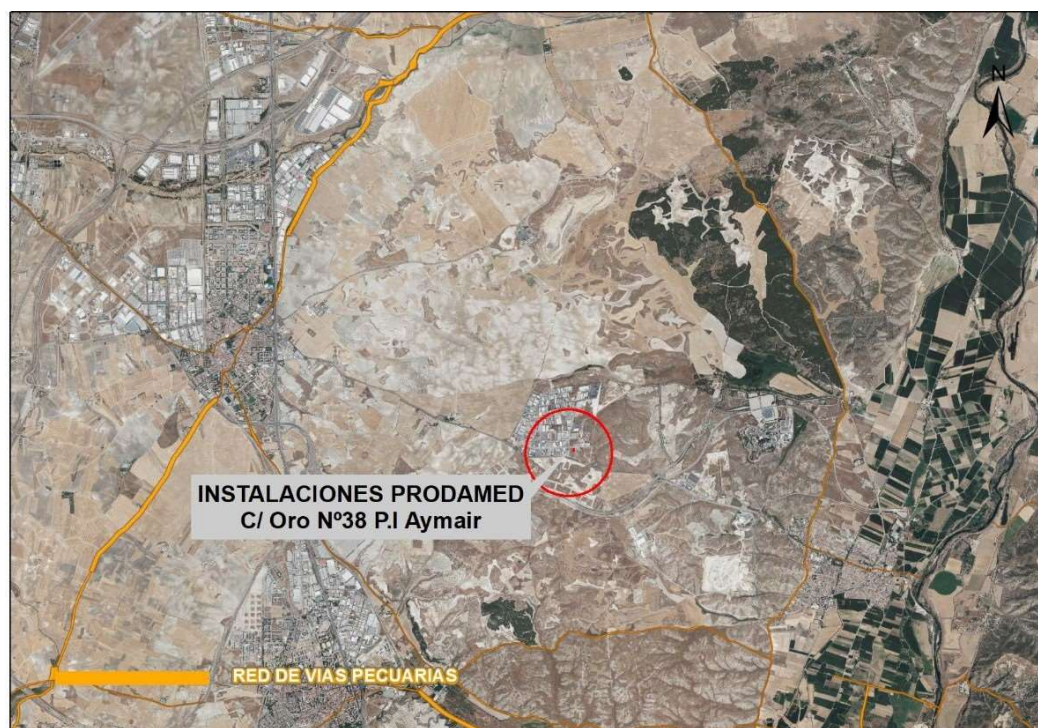 N
INSTALACIONES PRODAMED
C/ Oro Nº38 P.I Aymair
RED DE VIAS PECUARIAS